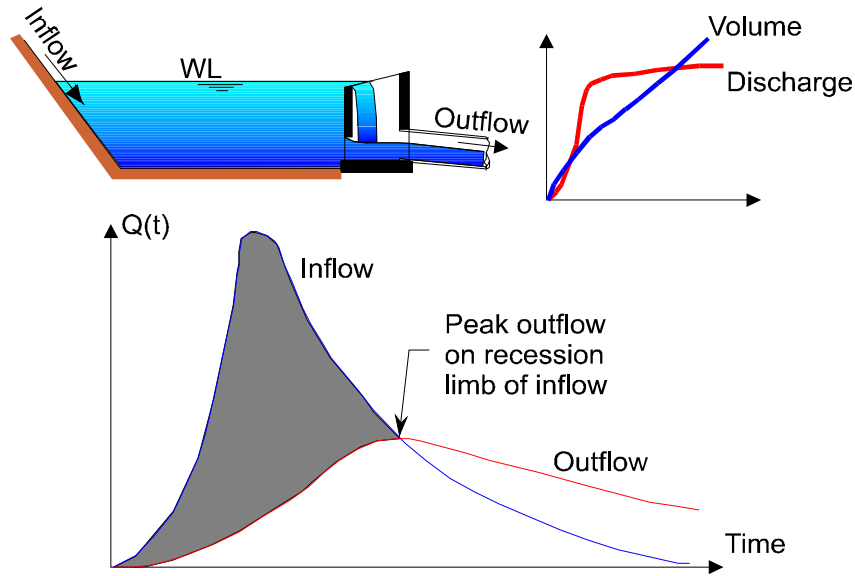 Inflow
WL
Outflow
Volume
Discharge
Q(t)
Inflow
Peak outflow
on recession
limb of inflow
Outflow
Time